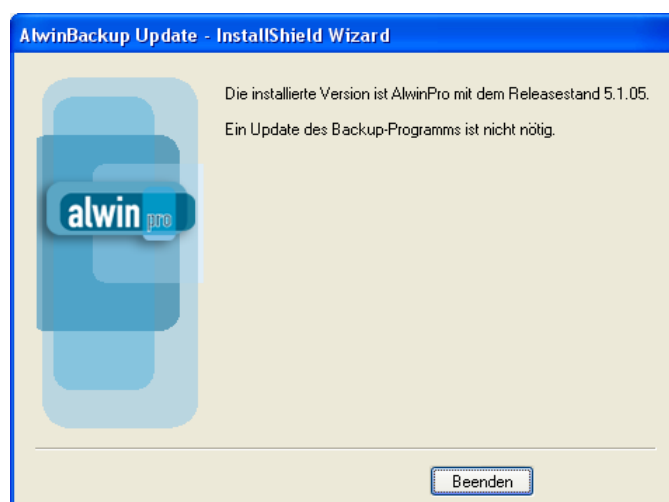 AlwinBackup Update - InstallShield Wizard
Die installierte Version ist AlwinPro mit dem Releasestand 5.1.05.
Ein Update des Backup-Programms ist nicht nötig.
alwin pro
Beenden